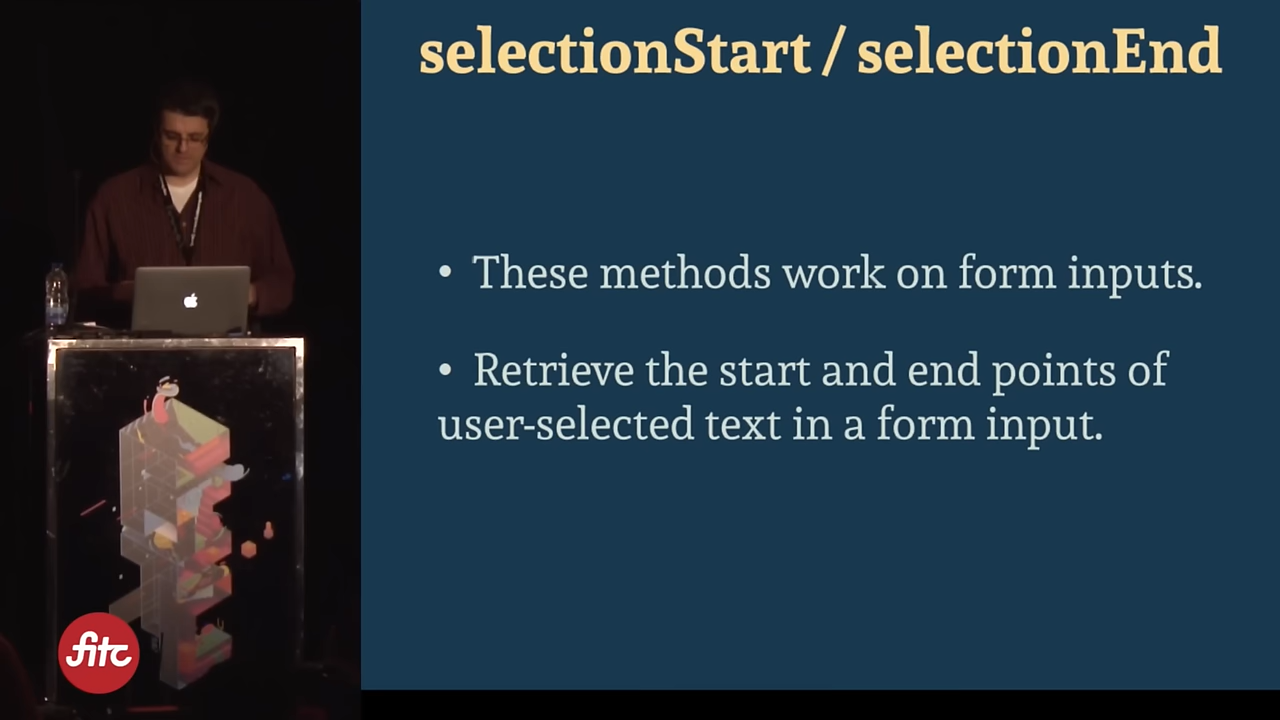 selectionStart / selectionEnd
• These methods work on form inputs.
• Retrieve the start and end points of
user-selected text in a form input.
fitc